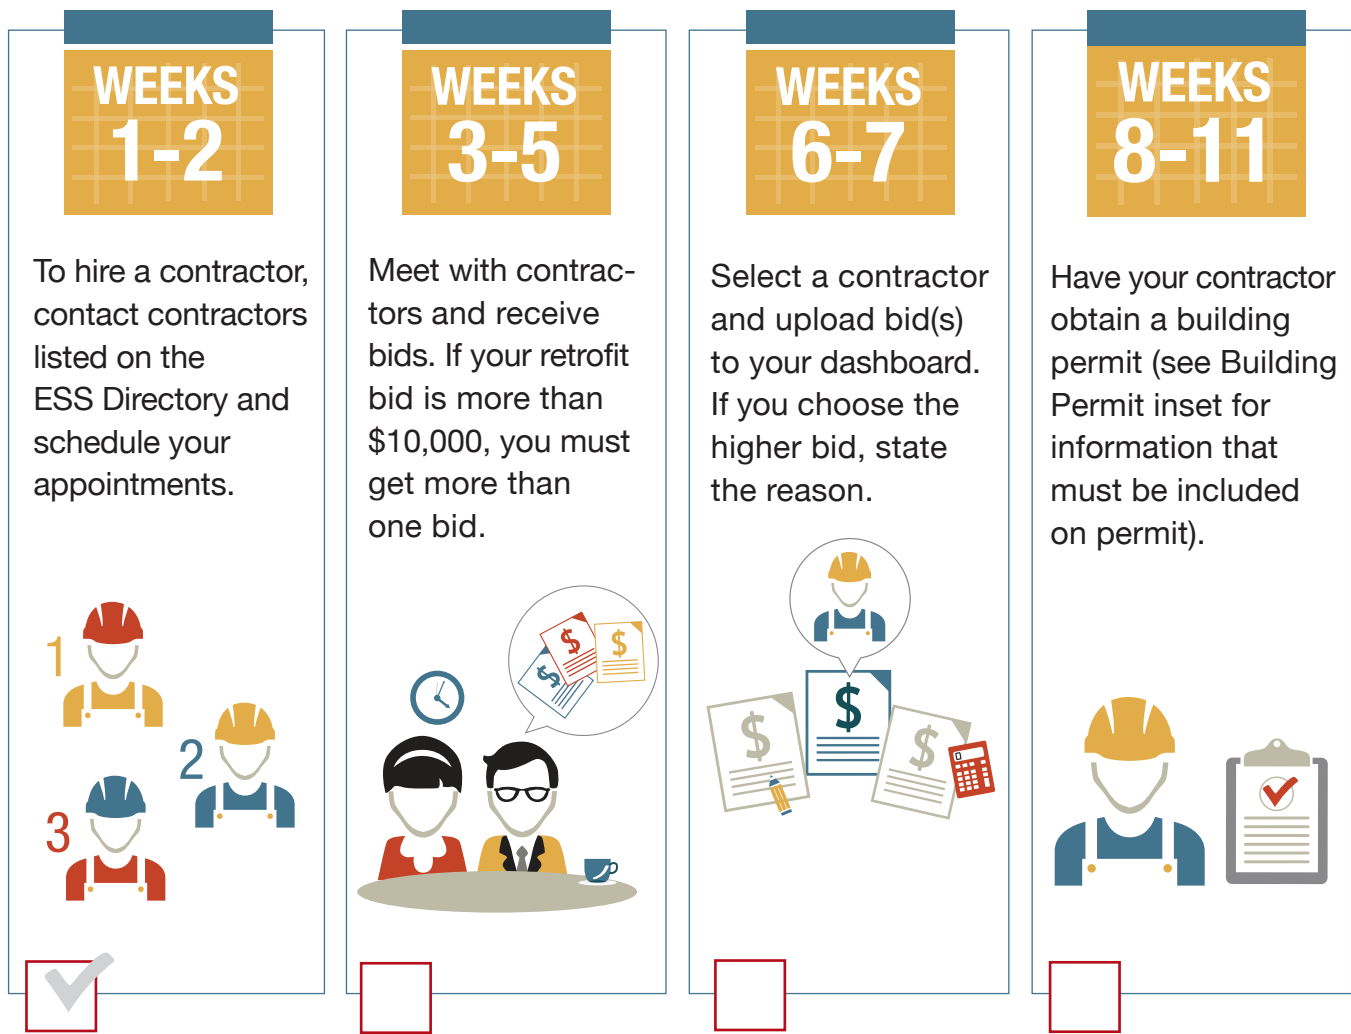 WEEKS
1-2
To hire a contractor,
contact contractors
listed on the
ESS Directory and
schedule your
appointments.
1
2
3
WEEKS
3-5
Meet with contrac-
tors and receive
bids. If your retrofit
bid is more than
$10,000, you must
get more than
one bid.
$
$
$
WEEKS
6-7
Select a contractor
and upload bid(s)
to your dashboard.
If you choose the
higher bid, state
the reason.
$
$
$
0
WEEKS
8-11
Have your contractor
obtain a building
permit (see Building
Permit inset for
information that
must be included
on permit).